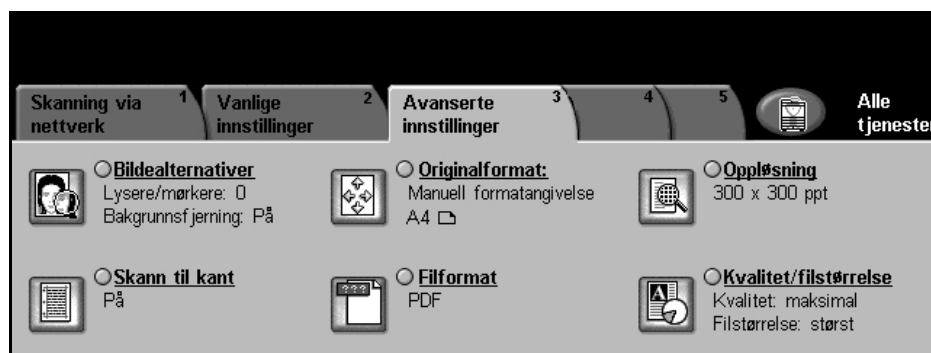 Skanning via nettverk 1
Vanlige innstillinger 2
Avanserte innstillinger 3
4
5
Alle tjenester
Bildealternativer
Lysere/mørkere: 0
Bakgrunnsfjerning: På
Originalformat:
Manuell formatangivelse
A4
Oppløsning
300 x 300 ppt
Skann til kant
På
Filformat
PDF
Kvalitet/filstørrelse
Kvalitet: maksimal
Filstørrelse: størst